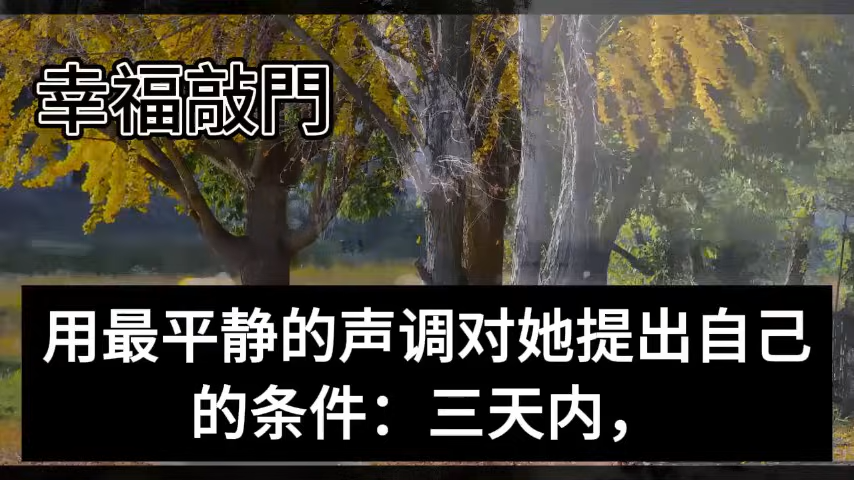 幸福敲門
用最平静的声调对她提出自己
的条件：三天内，